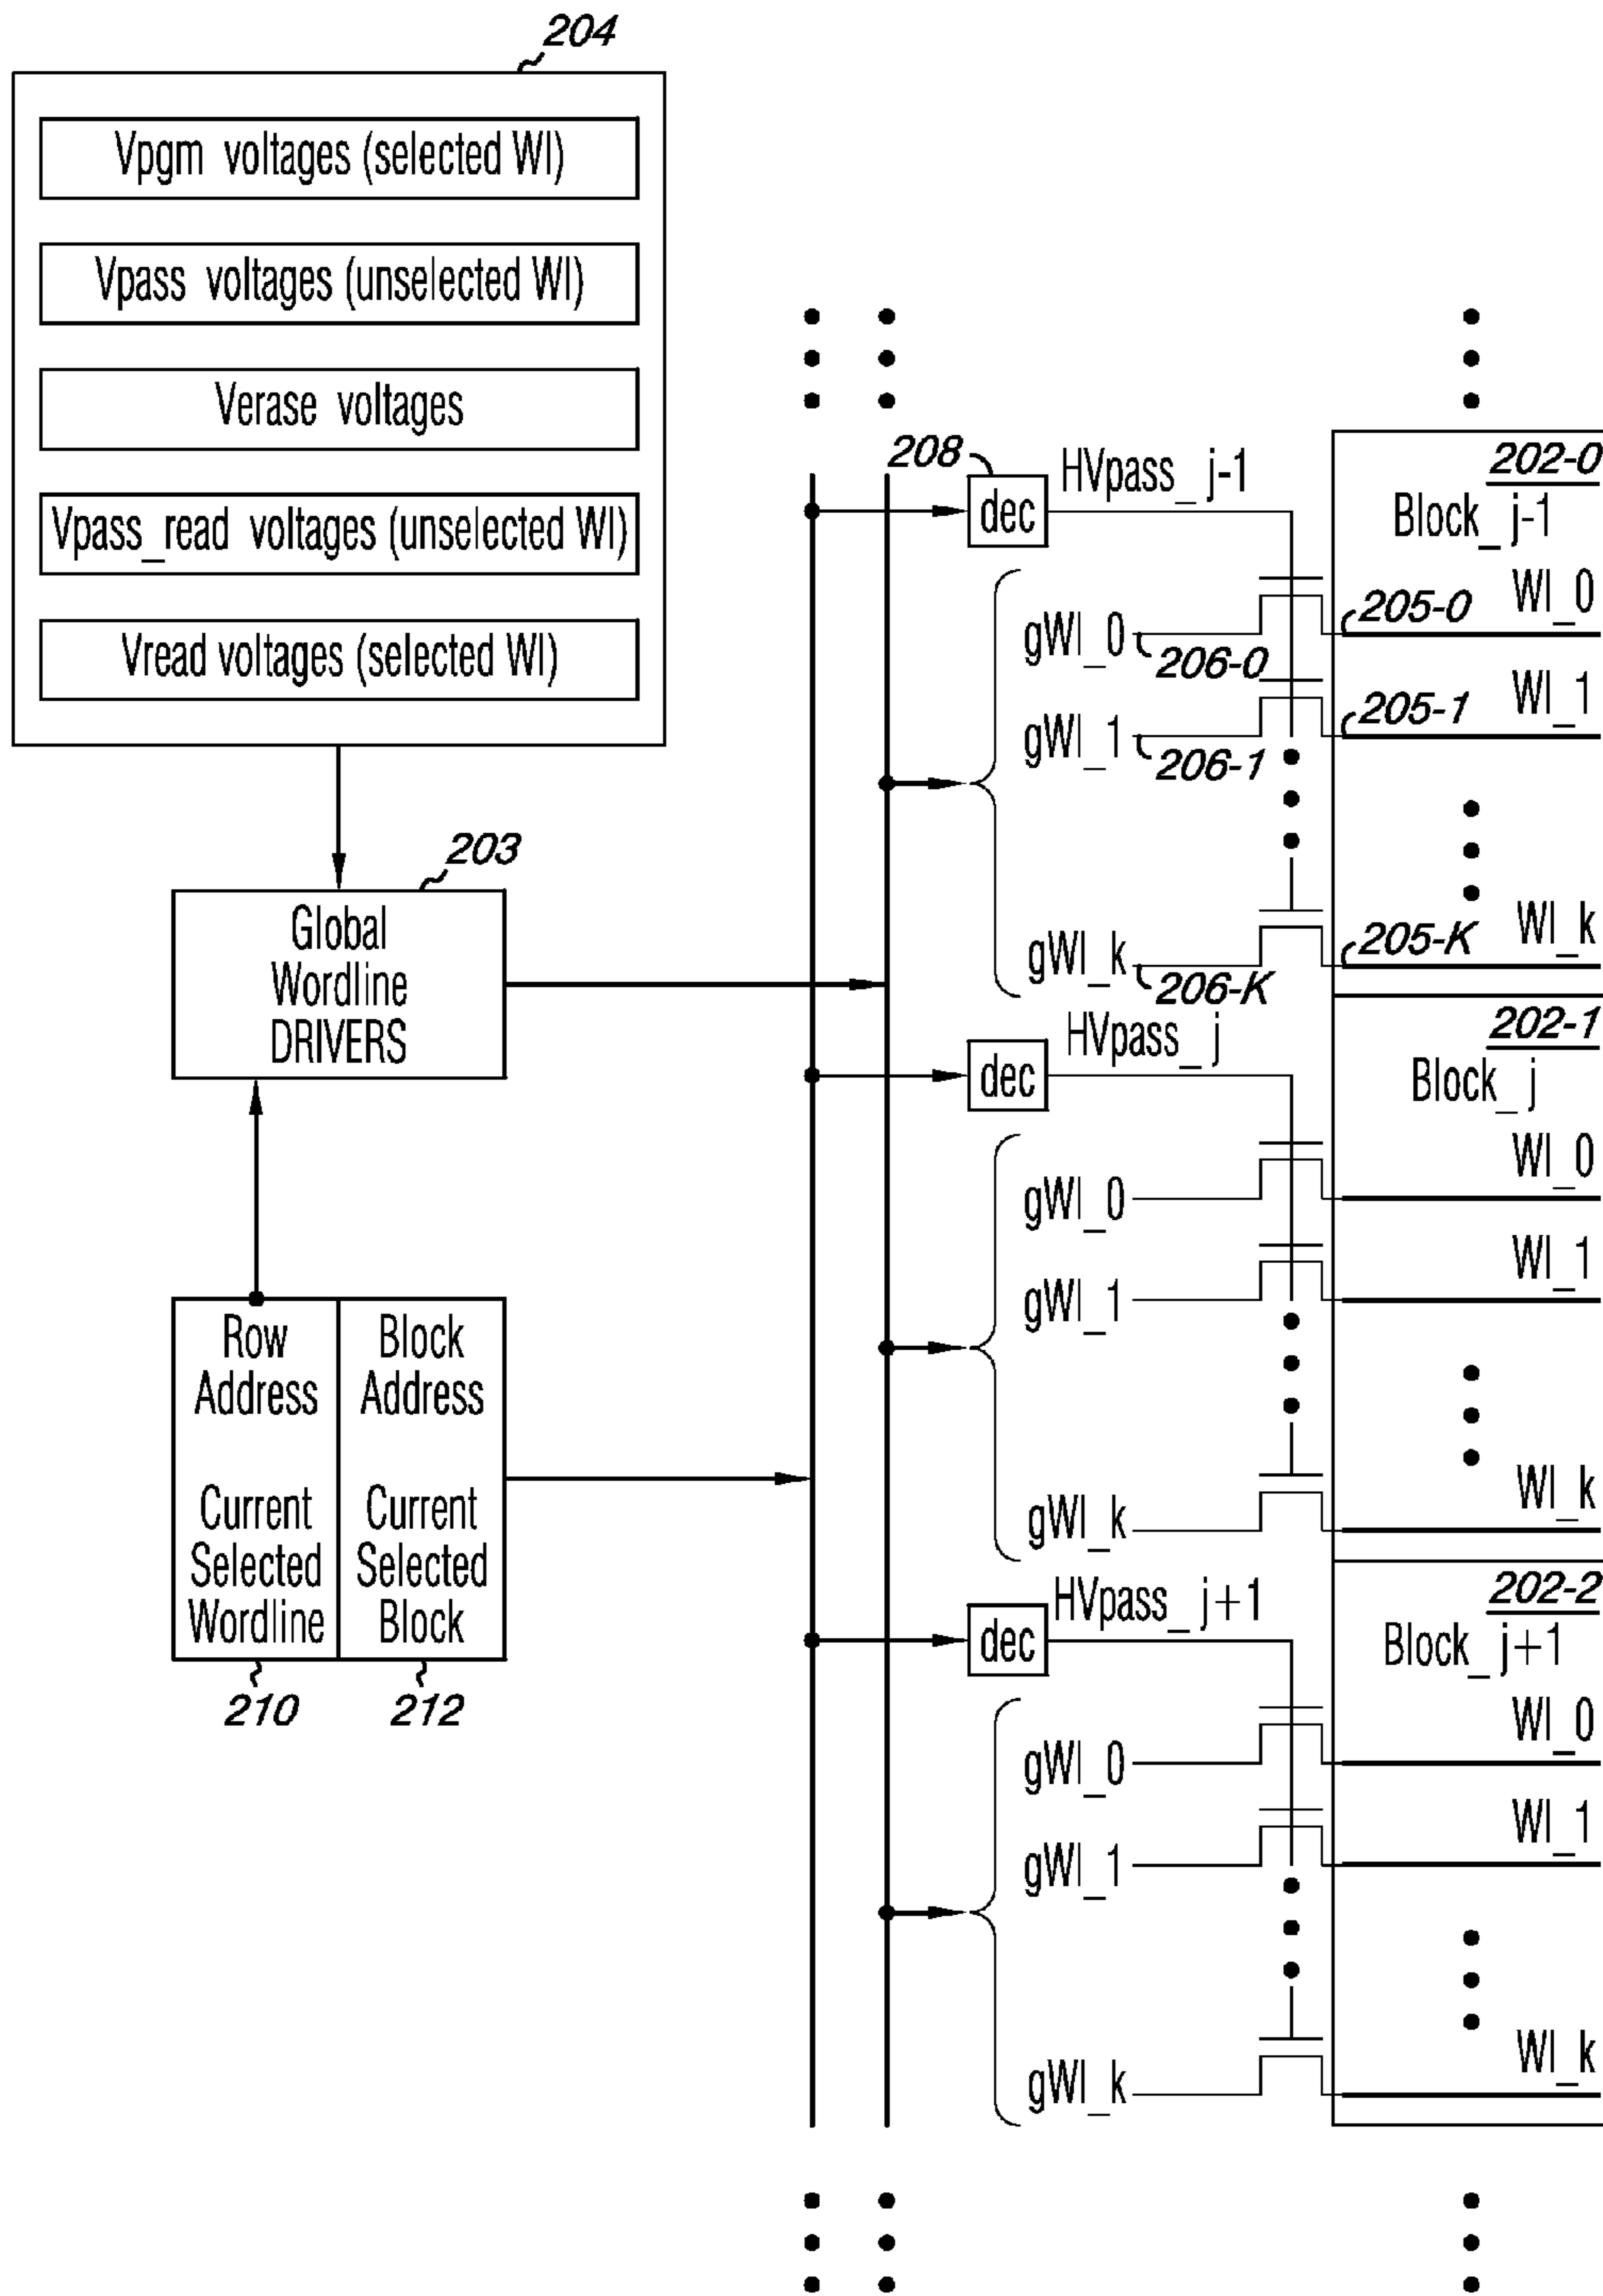 204
Vpgm voltages (selected Wl)
Vpass voltages (unselected Wl)
Verase voltages
Vpass_read voltages (unselected Wl)
Vread voltages (selected Wl)
203
Global
Wordline
DRIVERS
Row
Address
Current
Selected
Wordline
210
Block
Address
Current
Selected
Block
212
208
dec
HVpass_j-1
202-0
Block_j-1
gWl_0
206-0
205-0
Wl_0
gWl_1
206-1
205-1
Wl_1
gWl_k
206-K
205-K
Wl_k
dec
HVpass_j
202-1
Block_j
gWl_0
Wl_0
gWl_1
Wl_1
gWl_k
Wl_k
dec
HVpass_j+1
202-2
Block_j+1
gWl_0
Wl_0
gWl_1
Wl_1
gWl_k
Wl_k